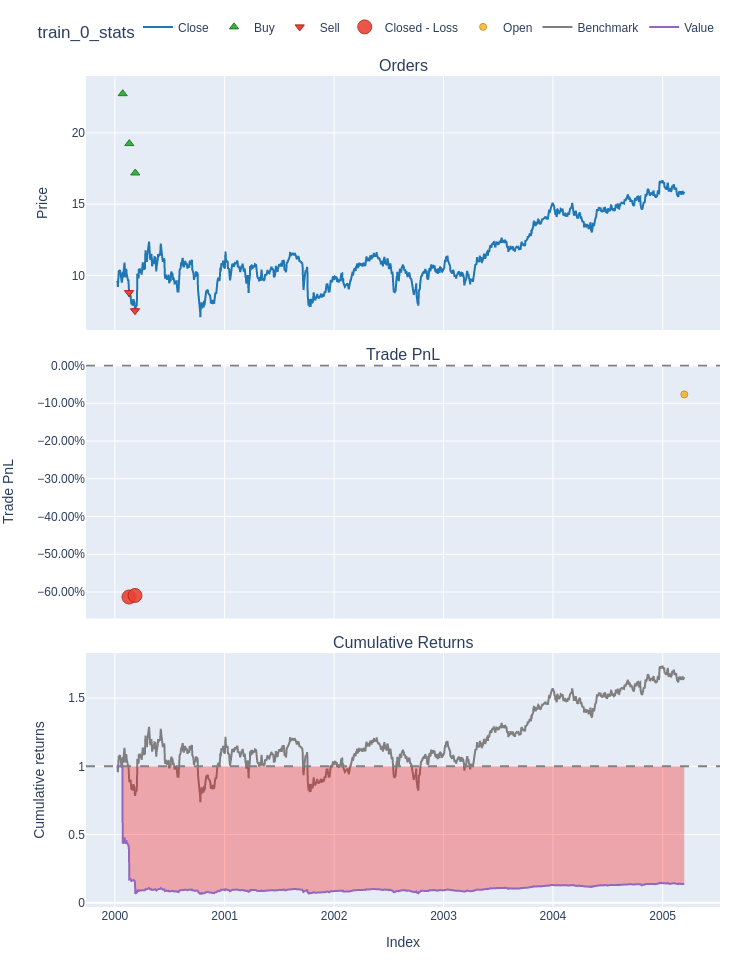 train_0_stats Close Buy Sell Closed - Loss Open Benchmark Value
Orders
20
15
10
Price
Trade PnL
0.00%
−10.00%
−20.00%
−30.00%
−40.00%
−50.00%
−60.00%
Trade PnL
Cumulative Returns
1.5
1
0.5
0
Cumulative returns
2000 2001 2002 2003 2004 2005
Index